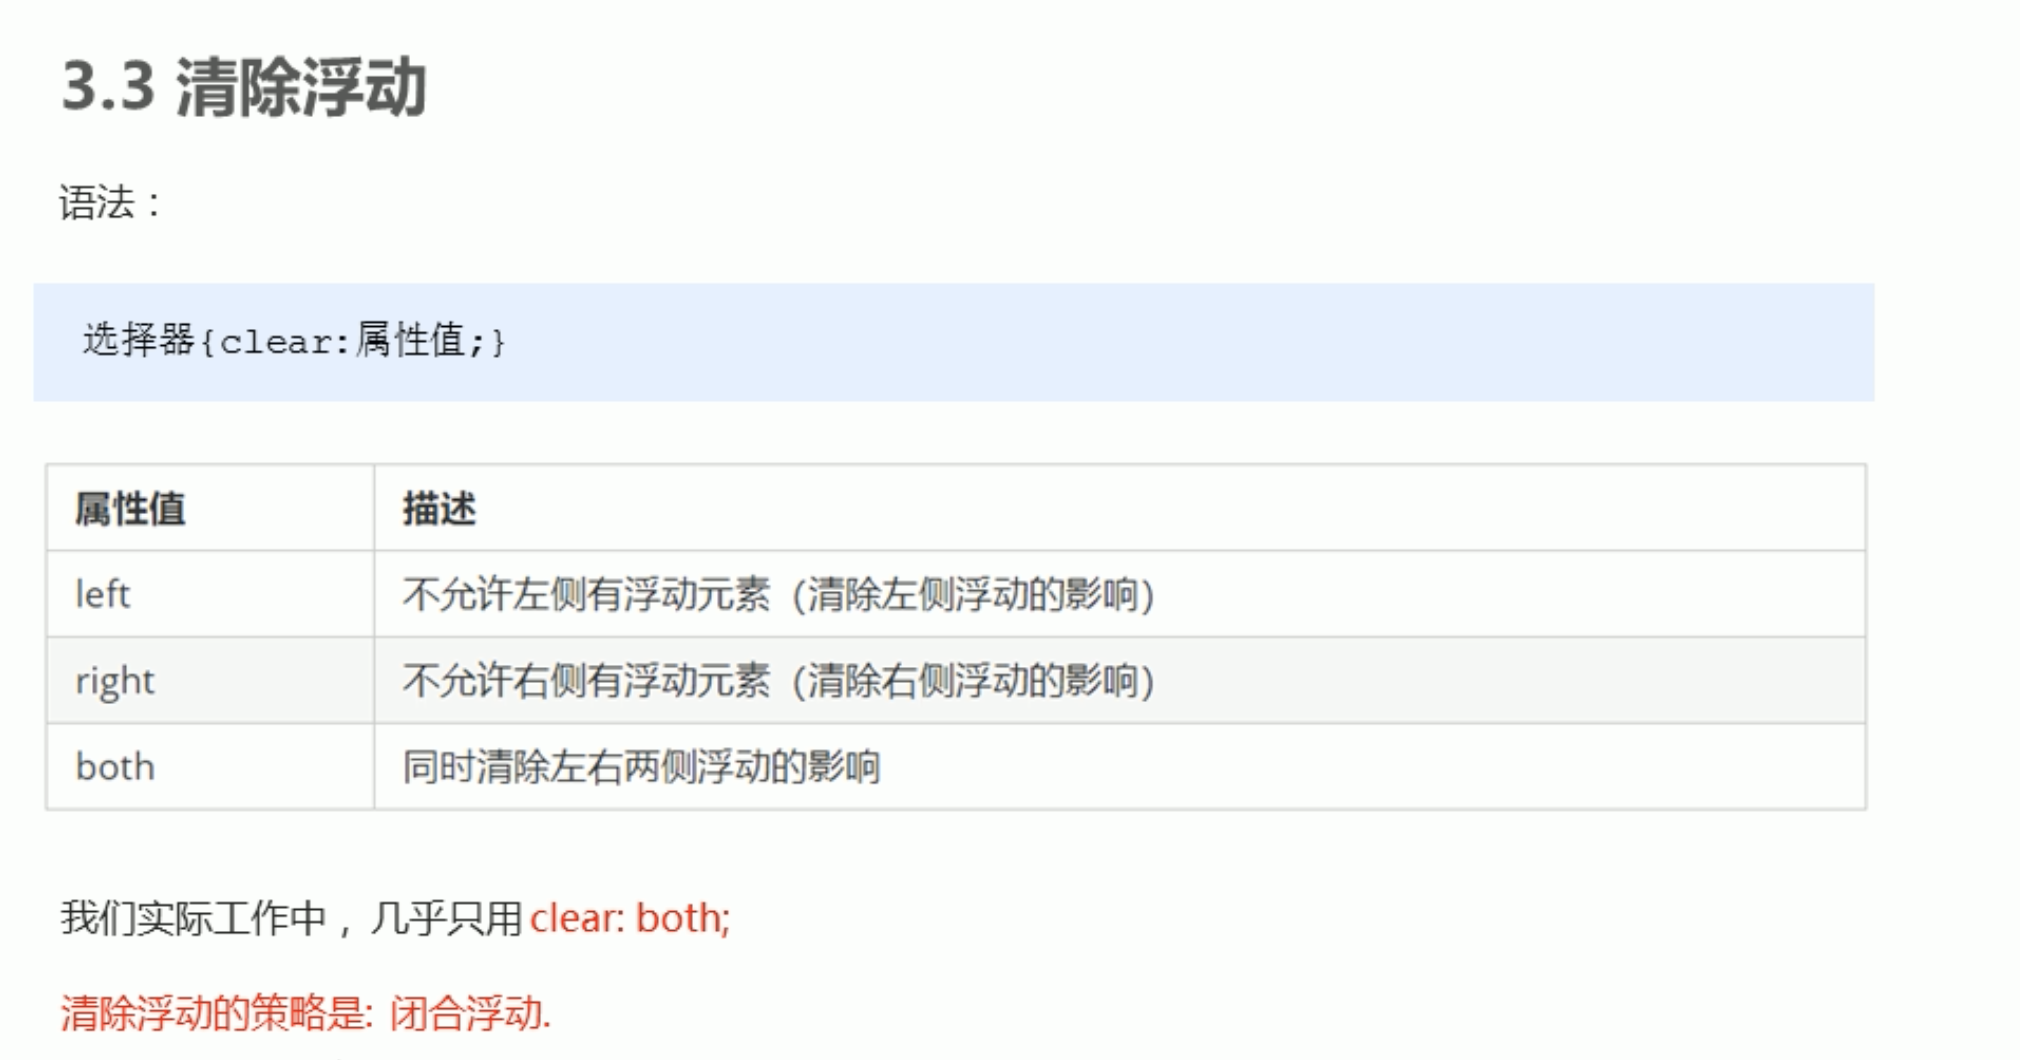 3.3 清除浮动
语法：
选择器{clear:属性值;}
属性值 描述
left 不允许左侧有浮动元素（清除左侧浮动的影响）
right 不允许右侧有浮动元素（清除右侧浮动的影响）
both 同时清除左右两侧浮动的影响
我们实际工作中，几乎只用 clear: both;
清除浮动的策略是: 闭合浮动.